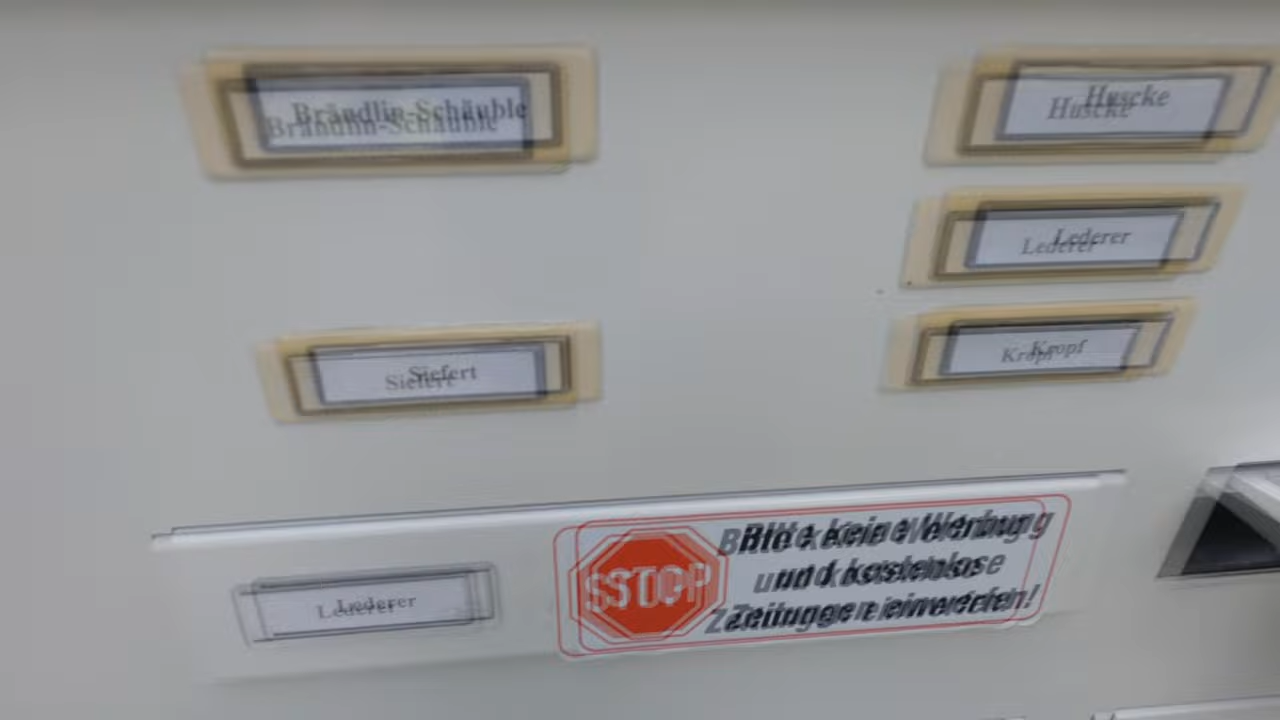 Brändlin-Schäuble
Huscke
Lederer
Siefert
Kropf
Lederer
STOP
Bitte keine Werbung
und kostenlose
Zeitungen einwerfen!